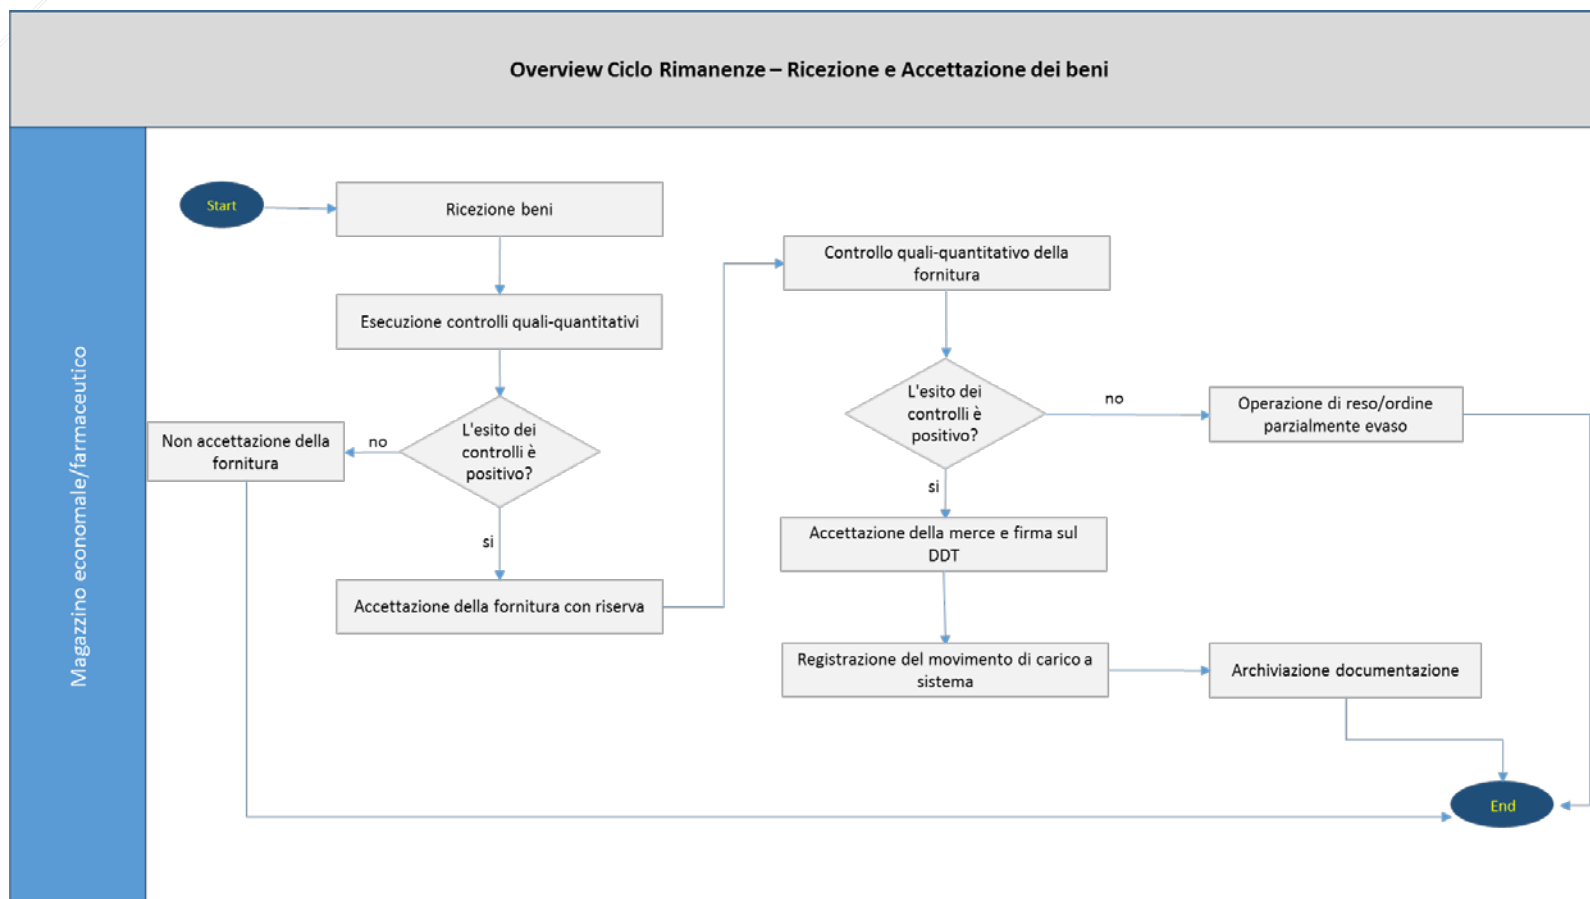 Overview Ciclo Rimanenze – Ricezione e Accettazione dei beni
Magazzino economale/farmaceutico
Start
Ricezione beni
Esecuzione controlli quali-quantitativi
L'esito dei
controlli è
positivo?
no
Non accettazione della
fornitura
si
Accettazione della fornitura con riserva
Controllo quali-quantitativo della
fornitura
L'esito dei
controlli è
positivo?
no
Operazione di reso/ordine
parzialmente evaso
si
Accettazione della merce e firma sul
DDT
Registrazione del movimento di carico a
sistema
Archiviazione documentazione
End